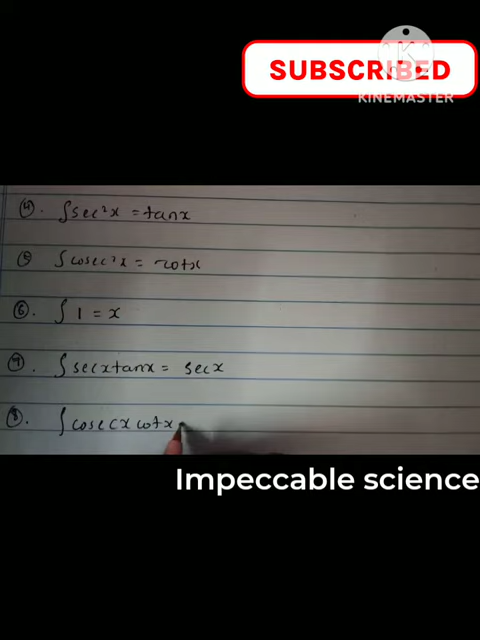 SUBSCRIBED
KINEMASTER
④. ∫sec²x = tanx
⑤ ∫cosec²x = -cotx
⑥. ∫1 = x
⑦. ∫secxtanx = secx
⑧. ∫cosecx cotx
Impeccable science